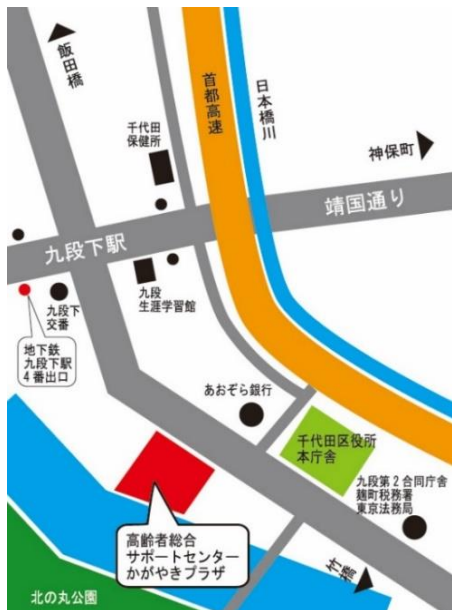 飯田橋
首都高速
日本橋川
千代田
保健所
神保町
靖国通り
九段下駅
九段
生涯学習館
九段下
交番
地下鉄
九段下駅
4番出口
あおぞら銀行
千代田区役所
本庁舎
九段第2合同庁舎
麹町税務署
東京法務局
高齢者総合
サポートセンター
かがやきプラザ
竹橋
北の丸公園